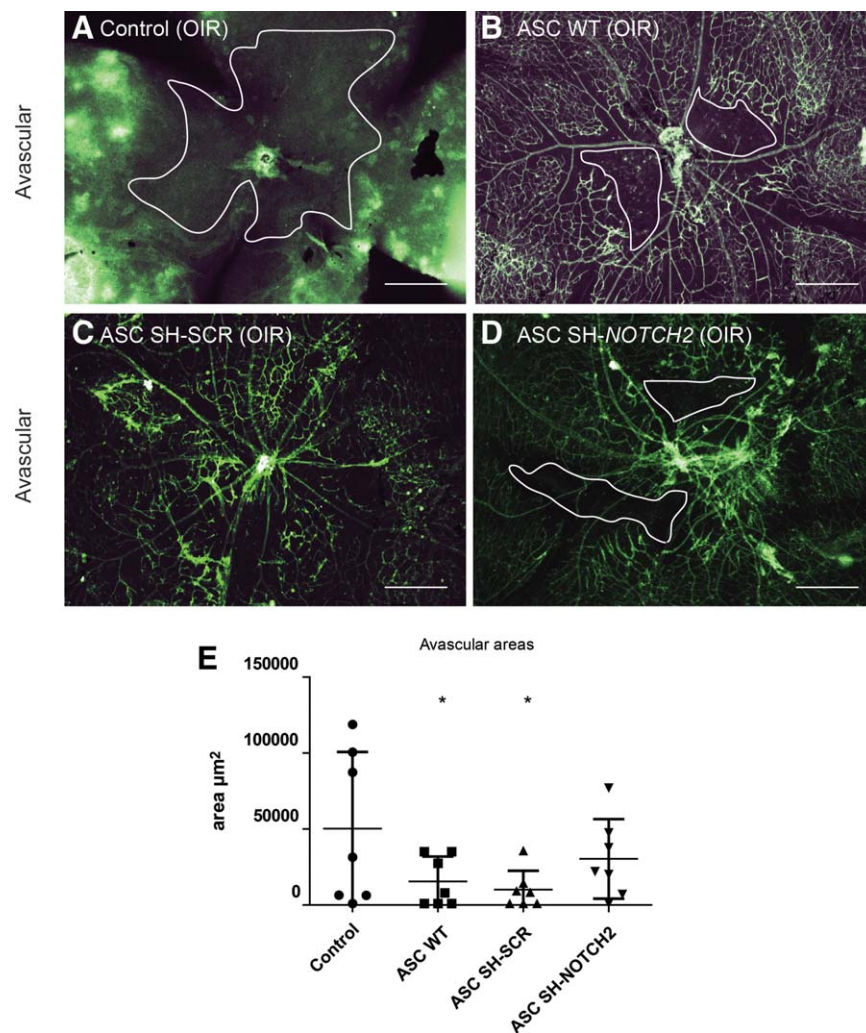 A Control (OIR)
B ASC WT (OIR)
Avascular
C ASC SH-SCR (OIR)
D ASC SH-NOTCH2 (OIR)
Avascular
E
Avascular areas
150000
100000
50000
0
area µm²
*
*
Control
ASC WT
ASC SH-SCR
ASC SH-NOTCH2